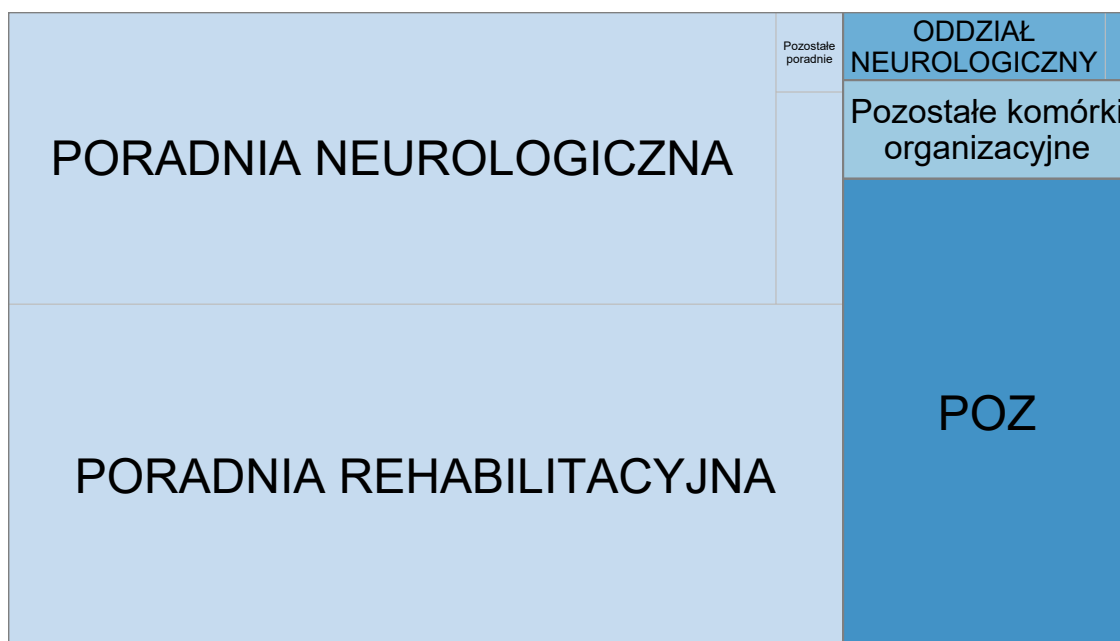 PORADNIA NEUROLOGICZNA
Pozostałe
poradnie
ODDZIAŁ
NEUROLOGICZNY
Pozostałe komórki
organizacyjne
PORADNIA REHABILITACYJNA
POZ